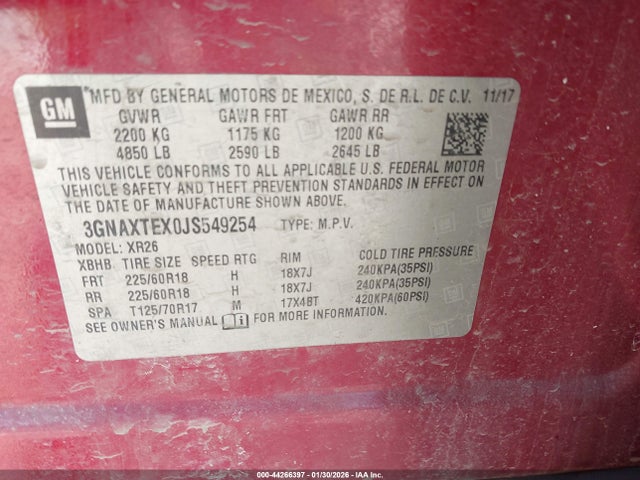 GM
*MFD BY GENERAL MOTORS DE MEXICO, S. DE R.L. DE C.V. 11/17
GVWR GAWR FRT GAWR RR
2200 KG 1175 KG 1200 KG
4850 LB 2590 LB 2645 LB
THIS VEHICLE CONFORMS TO ALL APPLICABLE U.S. FEDERAL MOTOR
VEHICLE SAFETY AND THEFT PREVENTION STANDARDS IN EFFECT ON
THE DATE OF MANUFACTURE SHOWN ABOVE.
3GNAXTEX0JS549254 TYPE: M.P.V.
MODEL: XR26
XBHB: TIRE SIZE SPEED RTG RIM COLD TIRE PRESSURE
FRT 225/60R18 H 18X7J 240KPA(35PSI)
RR 225/60R18 H 18X7J 240KPA(35PSI)
SPA T125/70R17 M 17X4BT 420KPA(60PSI)
SEE OWNER'S MANUAL FOR MORE INFORMATION.
000-44266397 - 01/30/2026 - IAA Inc.